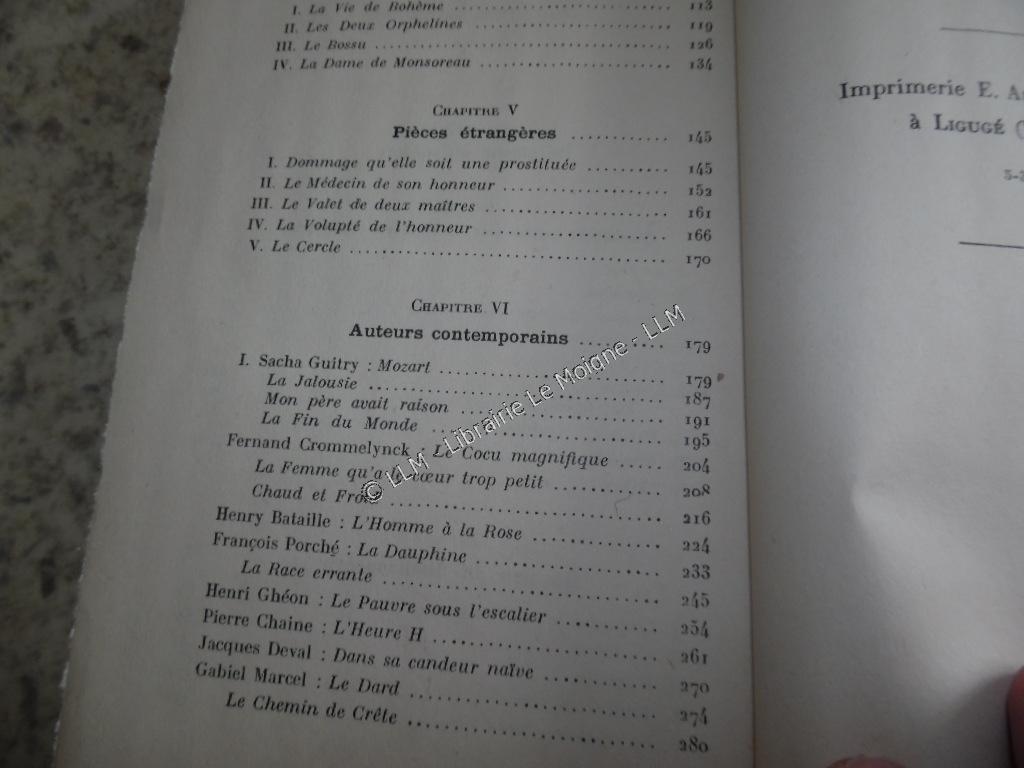 I. La Vie de Bohême ........ 113
II. Les Deux Orphelines ........ 119
III. Le Bossu ........ 126
IV. La Dame de Monsoreau ........ 134
CHAPITRE V
Pièces étrangères ........ 145
I. Dommage qu'elle soit une prostituée ........ 145
II. Le Médecin de son honneur ........ 152
III. Le Valet de deux maîtres ........ 161
IV. La Volupté de l'honneur ........ 166
V. Le Cercle ........ 170
CHAPITRE VI
Auteurs contemporains ........ 179
I. Sacha Guitry : Mozart ........ 179
La Jalousie ........ 187
Mon père avait raison ........ 191
La Fin du Monde ........ 195
Fernand Crommelynck : Le Cocu magnifique ..... 204
La Femme qu'a le cœur trop petit ........ 208
Chaud et Froid ........ 216
Henry Bataille : L'Homme à la Rose ........ 224
François Porché : La Dauphine ........ 233
La Race errante ........ 245
Henri Ghéon : Le Pauvre sous l'escalier ........ 254
Pierre Chaine : L'Heure H ........ 261
Jacques Deval : Dans sa candeur naïve ........ 270
Gabiel Marcel : Le Dard ........ 274
Le Chemin de Crête ........ 280
Imprimerie E.
à LIGUGÉ (
© LLM - Librairie Le Moigne - LLM